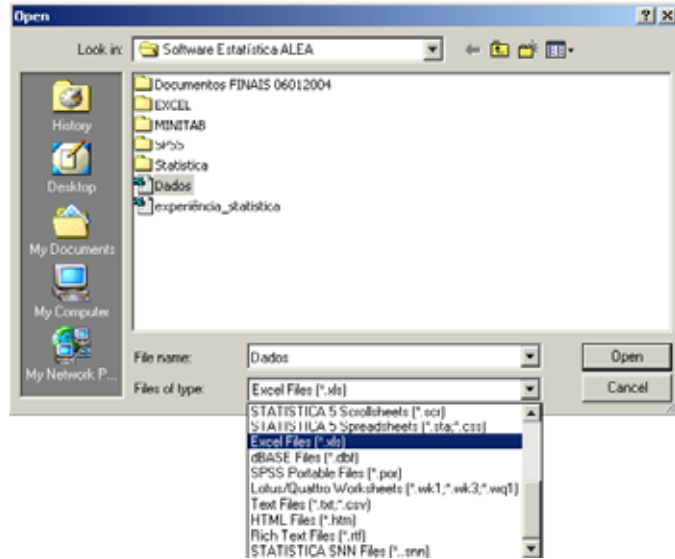 Open
Look in: Software Estatística ALEA
Documentos FINAIS 06012004
EXCEL
MINITAB
SPSS
Statistica
Dados
experiência_statistica
History
Desktop
My Documents
My Computer
My Network P...
File name: Dados
Open
Files of type: Excel Files (*.xls)
Cancel
STATISTICA 5 Scrollsheets (*.scr)
STATISTICA 5 Spreadsheets (*.sta;*.css)
Excel Files (*.xls)
dBASE Files (*.dbf)
SPSS Portable Files (*.por)
Lotus/Quattro Worksheets (*.wk1,*.wk3,*.wq1)
Text Files (*.txt;*.csv)
HTML Files (*.htm)
Rich Text Files (*.rtf)
STATISTICA SNN Files (*..snn)